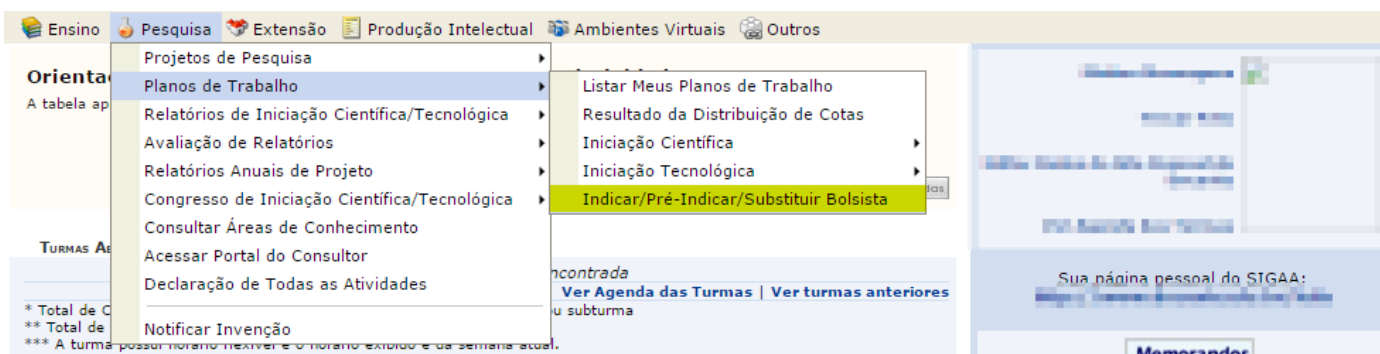 Ensino Pesquisa Extensão Produção Intelectual Ambientes Virtuais Outros
Projetos de Pesquisa
Planos de Trabalho
Relatórios de Iniciação Científica/Tecnológica
Avaliação de Relatórios
Relatórios Anuais de Projeto
Congresso de Iniciação Científica/Tecnológica
Consultar Áreas de Conhecimento
Acessar Portal do Consultor
Declaração de Todas as Atividades
Notificar Invenção
Listar Meus Planos de Trabalho
Resultado da Distribuição de Cotas
Iniciação Científica
Iniciação Tecnológica
Indicar/Pré-Indicar/Substituir Bolsista
A tabela
Turmas
Ver Agenda das Turmas | Ver turmas anteriores
* Total de
subturma
** Total de
*** A turma possui horário flexível e o horário exibido é da semana atual.
Sua página pessoal do SIGAA:
Memorandos